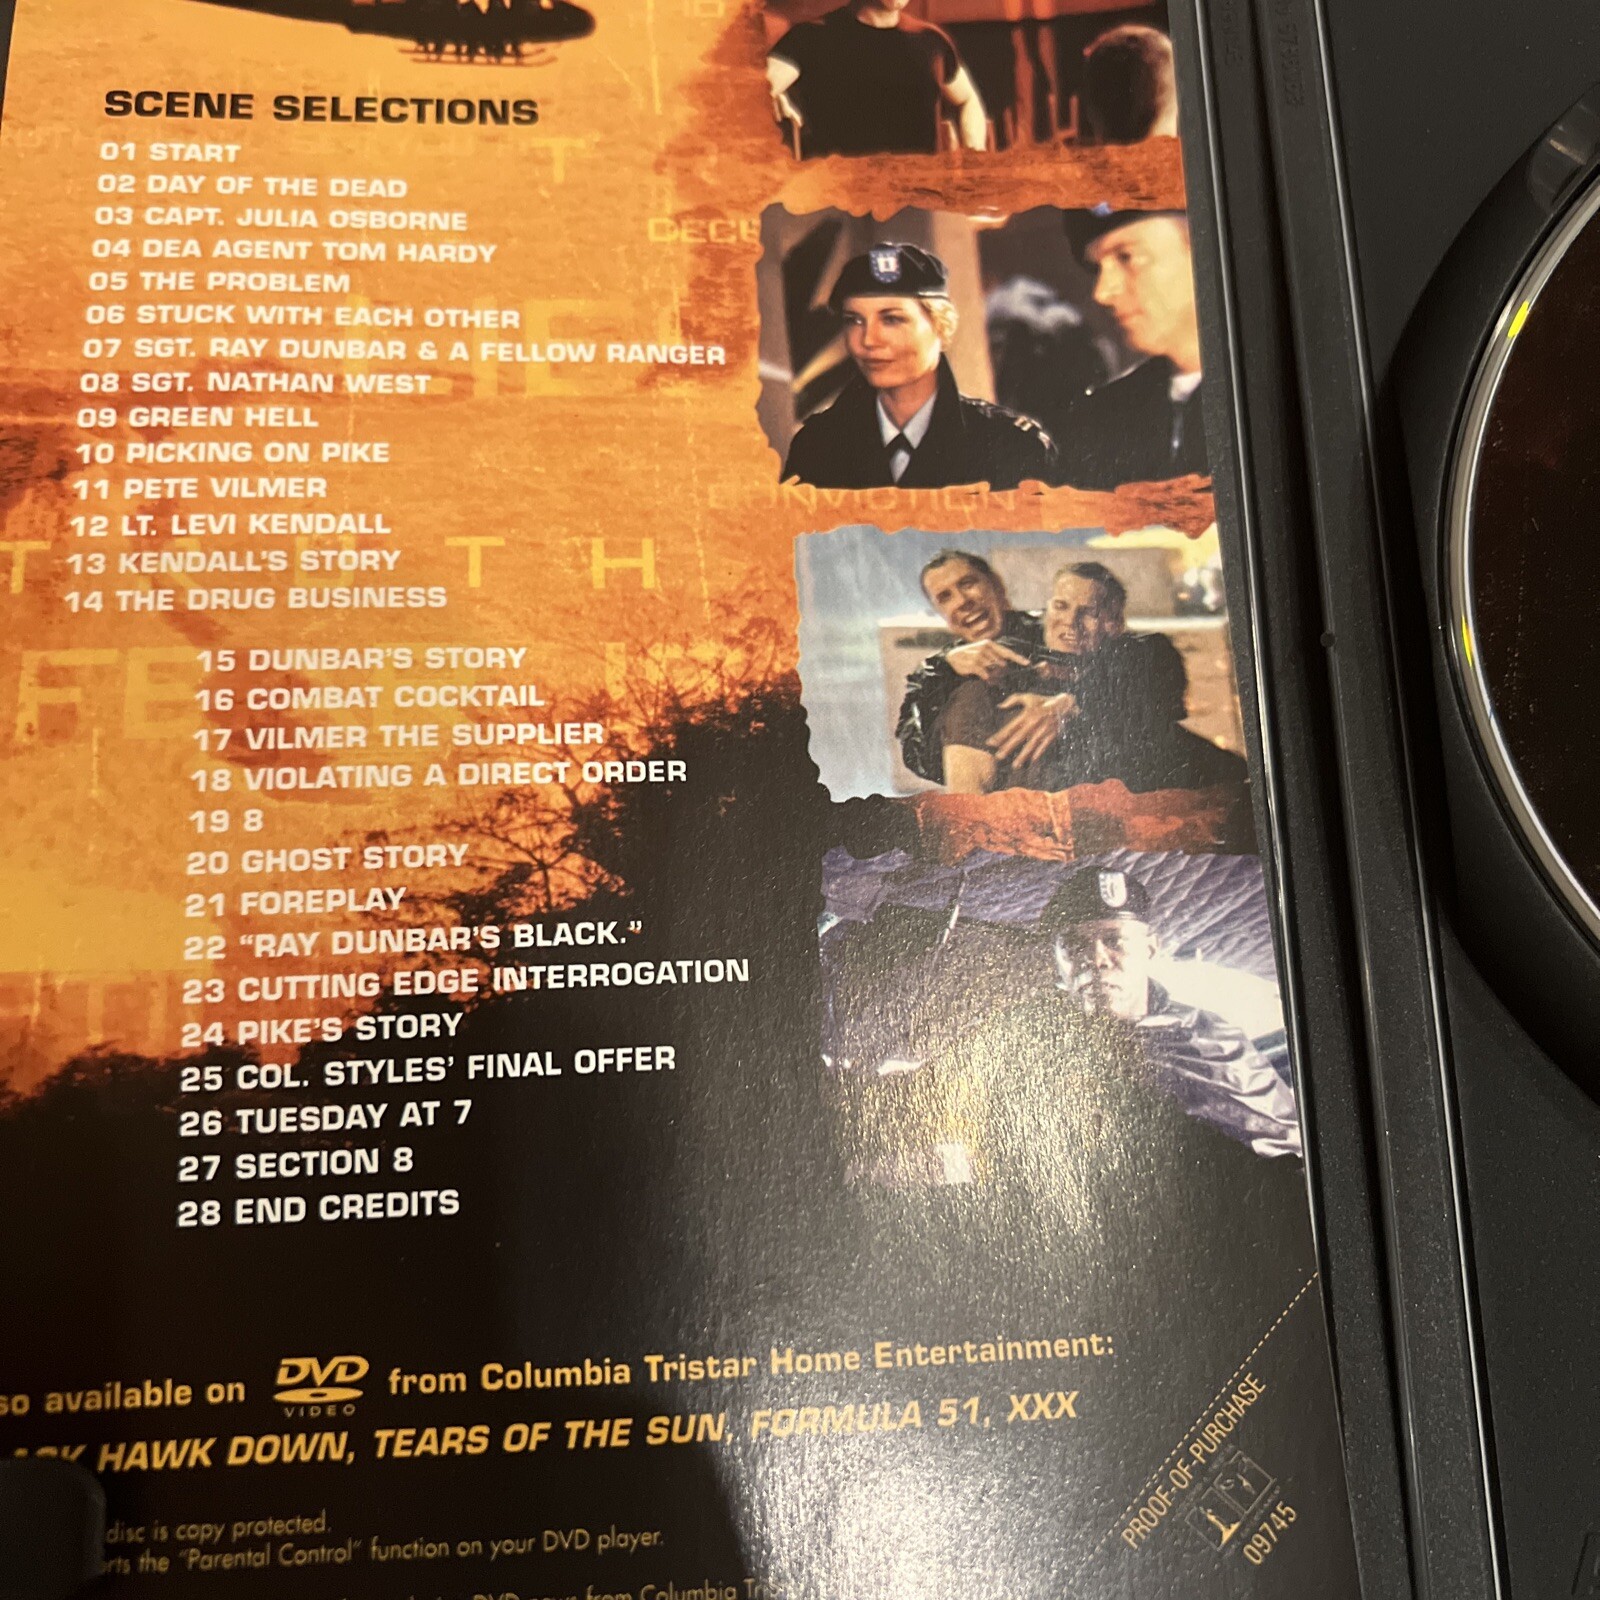 SCENE SELECTIONS
01 START
02 DAY OF THE DEAD
03 CAPT. JULIA OSBORNE
04 DEA AGENT TOM HARDY
05 THE PROBLEM
06 STUCK WITH EACH OTHER
07 SGT. RAY DUNBAR & A FELLOW RANGER
08 SGT. NATHAN WEST
09 GREEN HELL
10 PICKING ON PIKE
11 PETE VILMER
12 LT. LEVI KENDALL
13 KENDALL'S STORY
14 THE DRUG BUSINESS
15 DUNBAR'S STORY
16 COMBAT COCKTAIL
17 VILMER THE SUPPLIER
18 VIOLATING A DIRECT ORDER
19 8
20 GHOST STORY
21 FOREPLAY
22 “RAY DUNBAR'S BLACK.”
23 CUTTING EDGE INTERROGATION
24 PIKE'S STORY
25 COL. STYLES' FINAL OFFER
26 TUESDAY AT 7
27 SECTION 8
28 END CREDITS
CONVICTION
available on DVD VIDEO from Columbia Tristar Home Entertainment:
HAWK DOWN, TEARS OF THE SUN, FORMULA 51, XXX
disc is copy protected.
the “Parental Control” function on your DVD player.
from Columbia
PROOF-OF-PURCHASE
09745